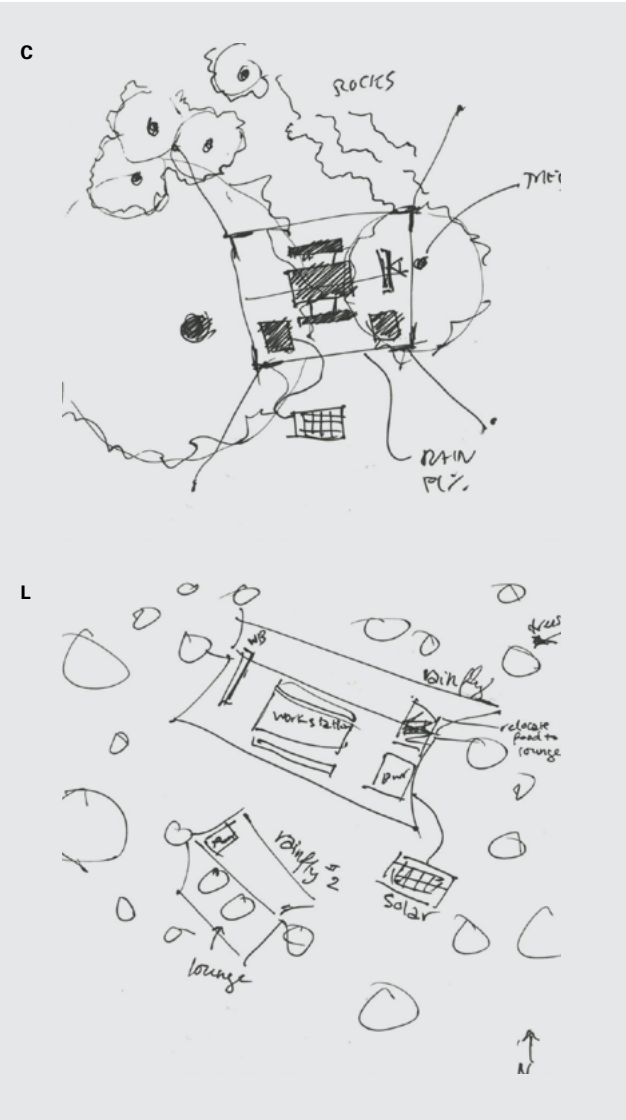 C
ROCKS
RAIN
L
WB
trees
rainfly
workstation
relocate
food to
lounge
pwr
rainfly #
2
solar
lounge
N